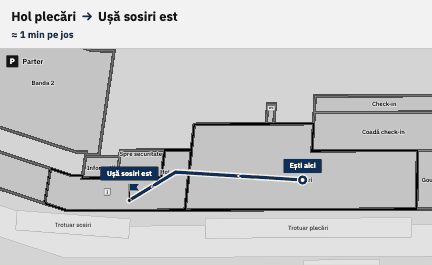 Hol plecări → Ușă sosiri est
≈ 1 min pe jos
P Parter
Banda 2
Check-in
Coadă check-in
Spre securitate
Ușă sosiri est
Ești aici
Trotuar sosiri
Trotuar plecări